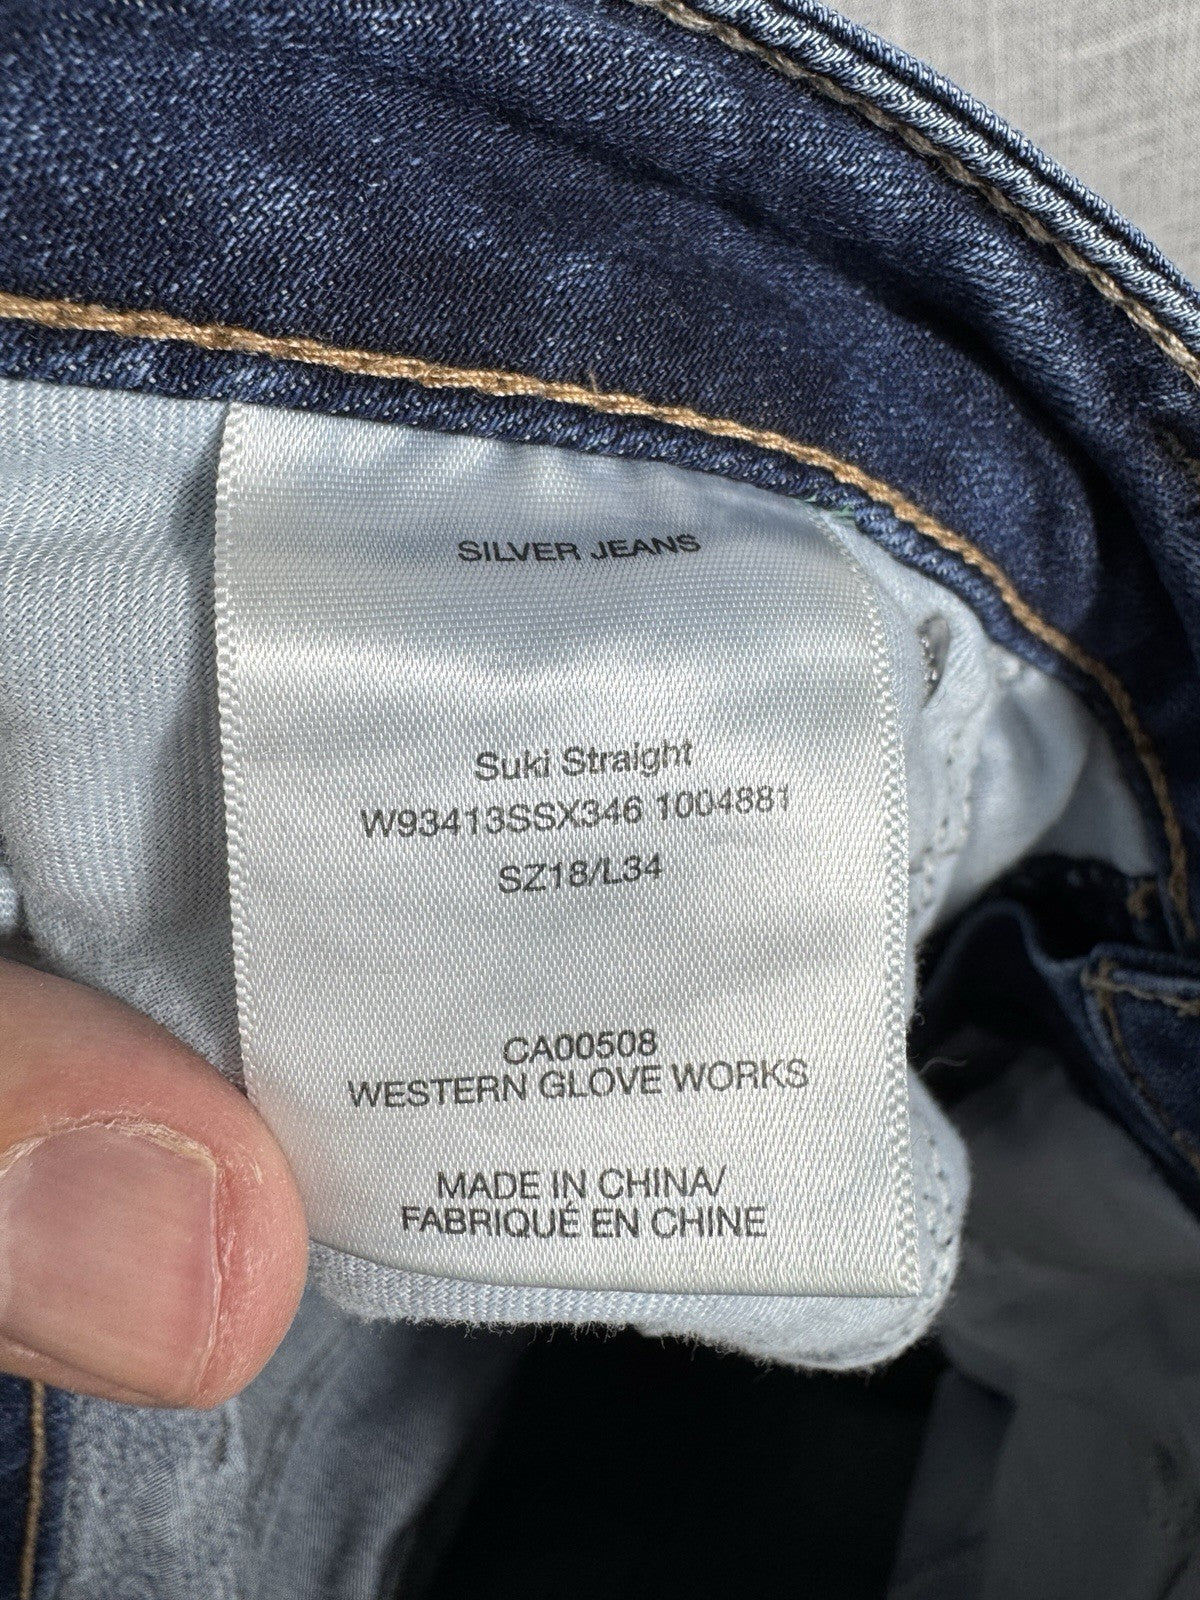 SILVER JEANS
Suki Straight
W93413SSX346 1004881
SZ18/L34
CA00508
WESTERN GLOVE WORKS
MADE IN CHINA/
FABRIQUÉ EN CHINE